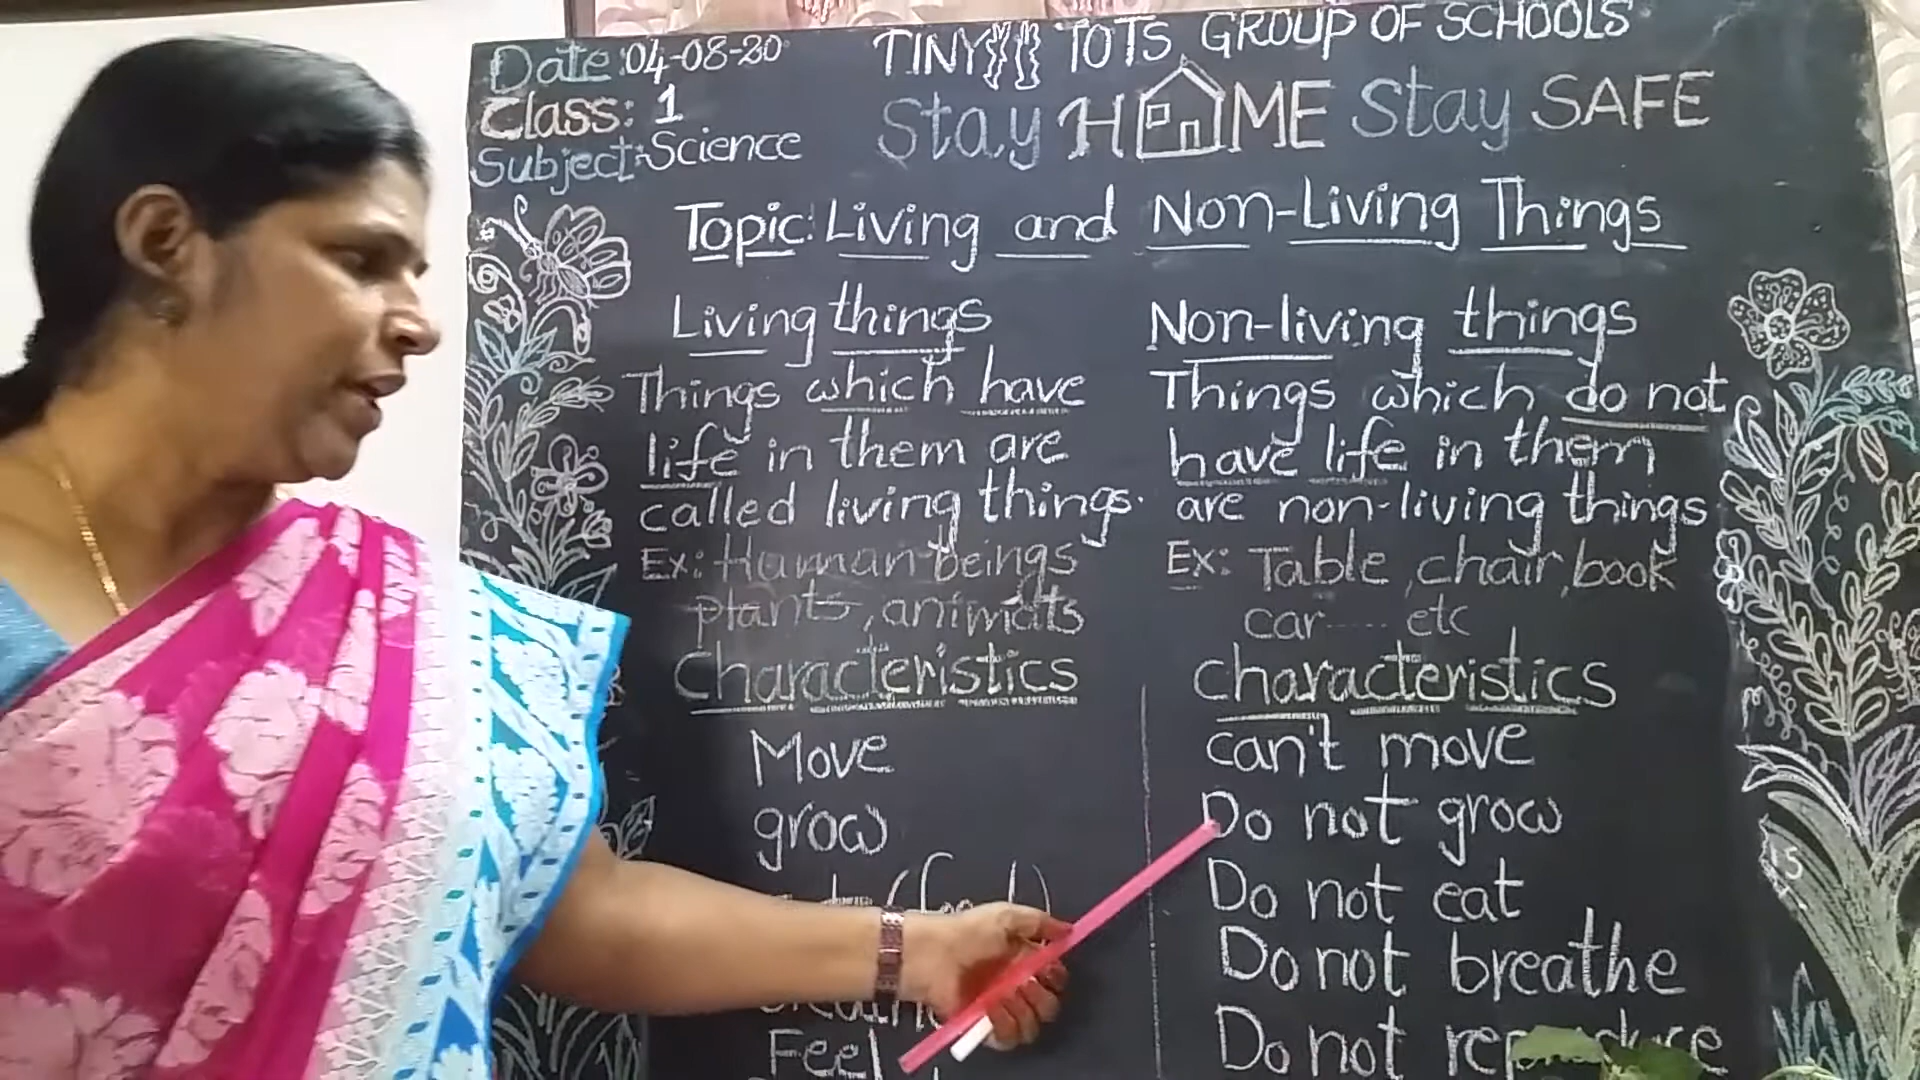 Date: 04-08-20
Class: 1
Subject:-Science
TINY TOTS GROUP OF SCHOOLS
Stay HOME Stay SAFE
Topic: Living and Non-Living Things
Living things
Things which have
life in them are
called living things.
Ex: Human-beings
plants, animals
Characteristics
Move
grow
Feel
Non-living things
Things which do not
have life in them
are non-living things
Ex: Table, chair, book
car ---- etc
characteristics
can't move
Do not grow
Do not eat
Do not breathe
Do not reproduce